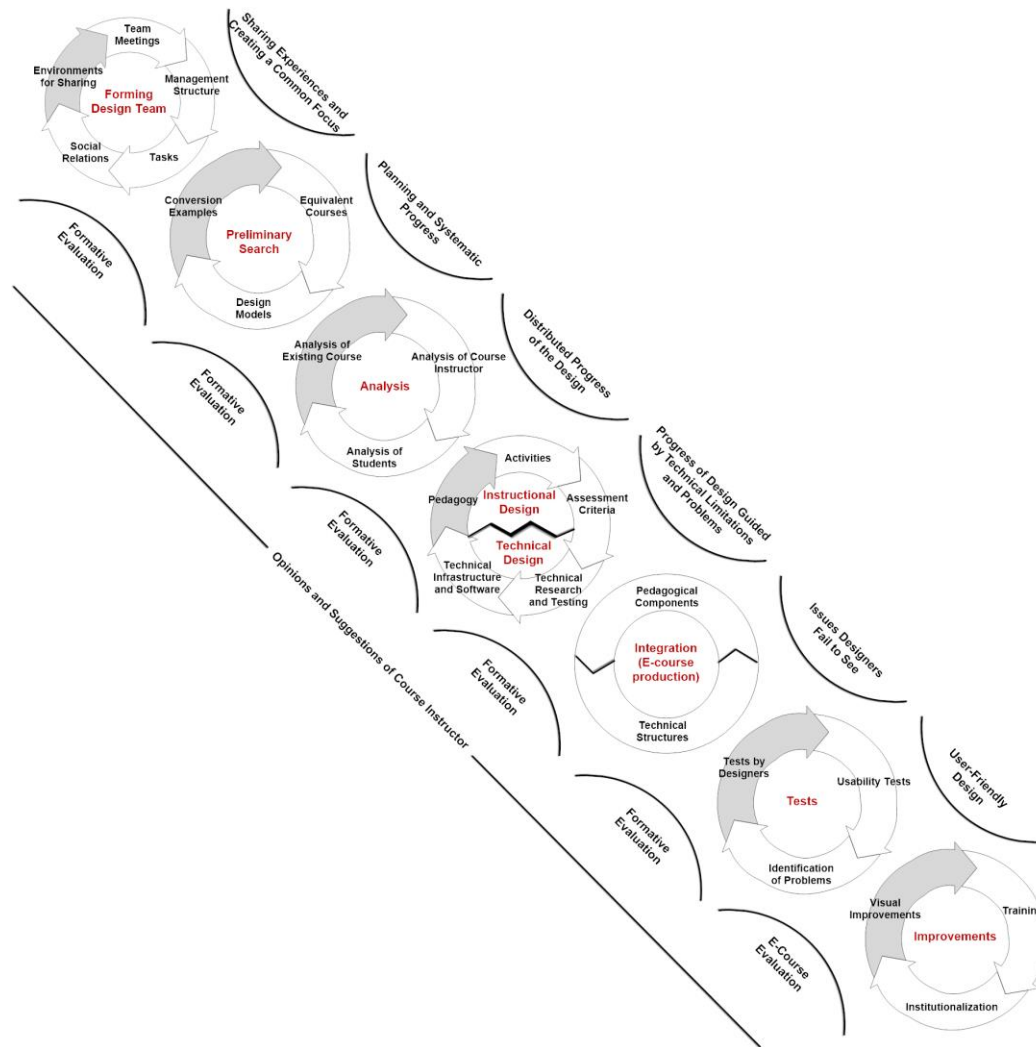 Team
Meetings
Environments
for Sharing
Management
Structure
Forming
Design Team
Social
Relations
Tasks
Sharing Experiences and
Creating a Common Focus
Conversion
Examples
Equivalent
Courses
Preliminary
Search
Design
Models
Planning and Systematic
Progress
Formative
Evaluation
Analysis of
Existing Course
Analysis of Course
Instructor
Analysis
Analysis of
Students
Distributed Progress
of the Design
Formative
Evaluation
Activities
Pedagogy
Instructional
Design
Assessment
Criteria
Technical
Design
Technical
Infrastructure
and Software
Technical
Research
and Testing
Progress of Design Guided
by Technical Limitations
and Problems
Formative
Evaluation
Opinions and Suggestions of Course Instructor
Pedagogical
Components
Integration
(E-course
production)
Technical
Structures
Issues Designers
Fail to See
Formative
Evaluation
Tests by
Designers
Usability Tests
Tests
Identification
of Problems
User-Friendly
Design
Formative
Evaluation
Visual
Improvements
Improvements
Institutionalization
E-Course
Evaluation